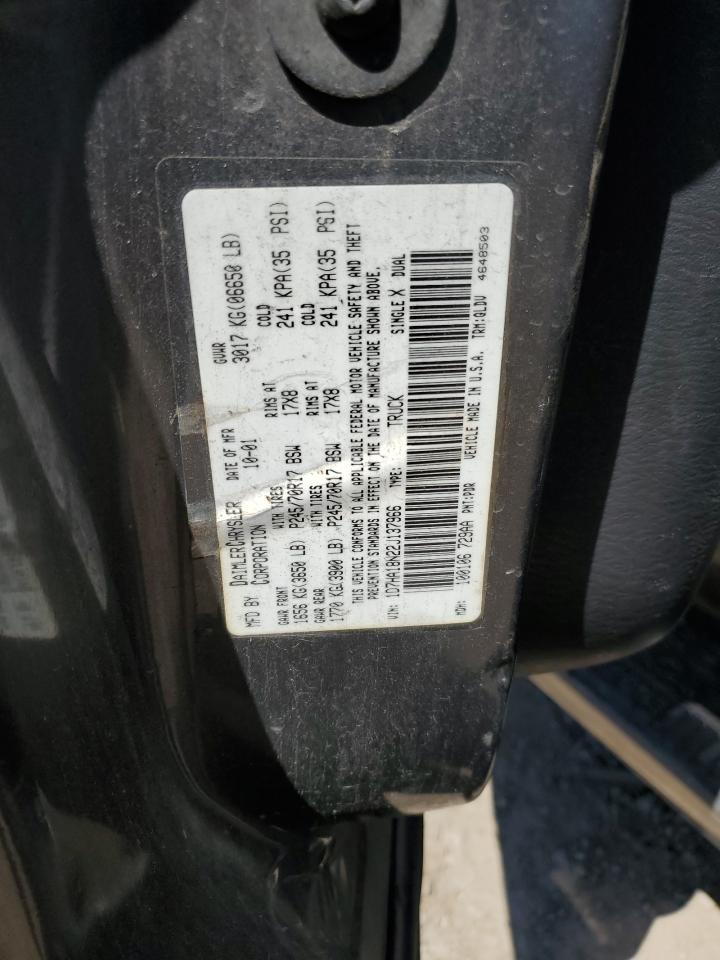 MFD BY DAIMLERCHRYSLER CORPORATION DATE OF MFR 10-01 GVWR 3017 KG(06650 LB)
GAWR FRONT WITH TIRES RIMS AT COLD
1656 KG(3650 LB) P245/70R17 BSW 17X8 241 KPA(35 PSI)
GAWR REAR WITH TIRES RIMS AT COLD
1770 KG(3900 LB) P245/70R17 BSW 17X8 241 KPA(35 PSI)
THIS VEHICLE CONFORMS TO ALL APPLICABLE FEDERAL MOTOR VEHICLE SAFETY AND THEFT
PREVENTION STANDARDS IN EFFECT ON THE DATE OF MANUFACTURE SHOWN ABOVE.
VIN: 1D7HA18N22J137966 TYPE: TRUCK SINGLE X DUAL
MDH: 100106 729AA PNT:PDR VEHICLE MADE IN U.S.A. TRM:QLDV 4648503